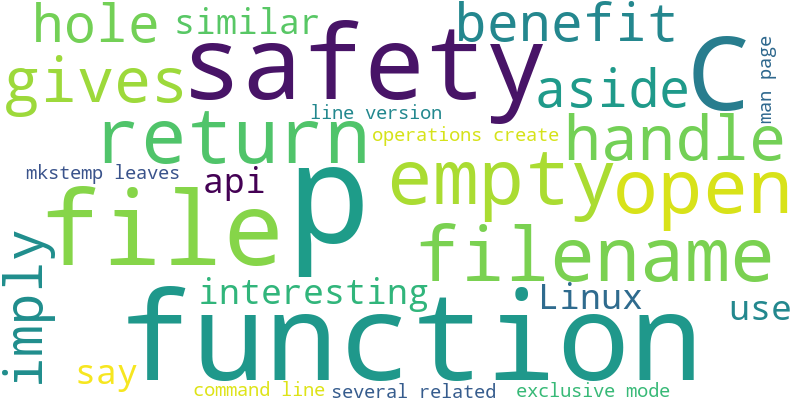 hole similar benefit
gives safety aside C man page
line version
return operations create handle
mkstemp leaves api empty open
file p filename
imply interesting Linux use
function
say
command line several related exclusive mode